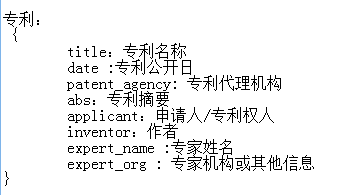 专利:
{
title: 专利名称
date :专利公开日
patent_agency: 专利代理机构
abs: 专利摘要
applicant: 申请人/专利权人
inventor: 作者
expert_name :专家姓名
expert_org : 专家机构或其他信息
}